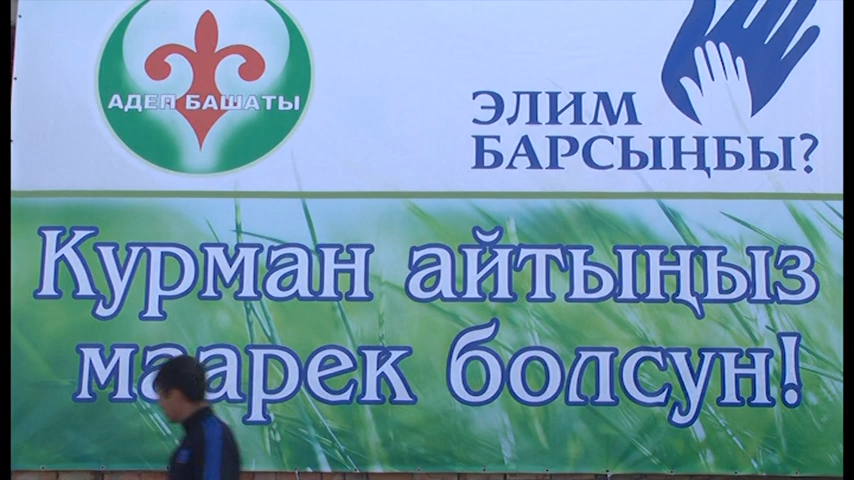 АДЕП БАШАТЫ
ЭЛИМ
БАРСЫҢБЫ?
Курман айтыңыз
маарек болсун!